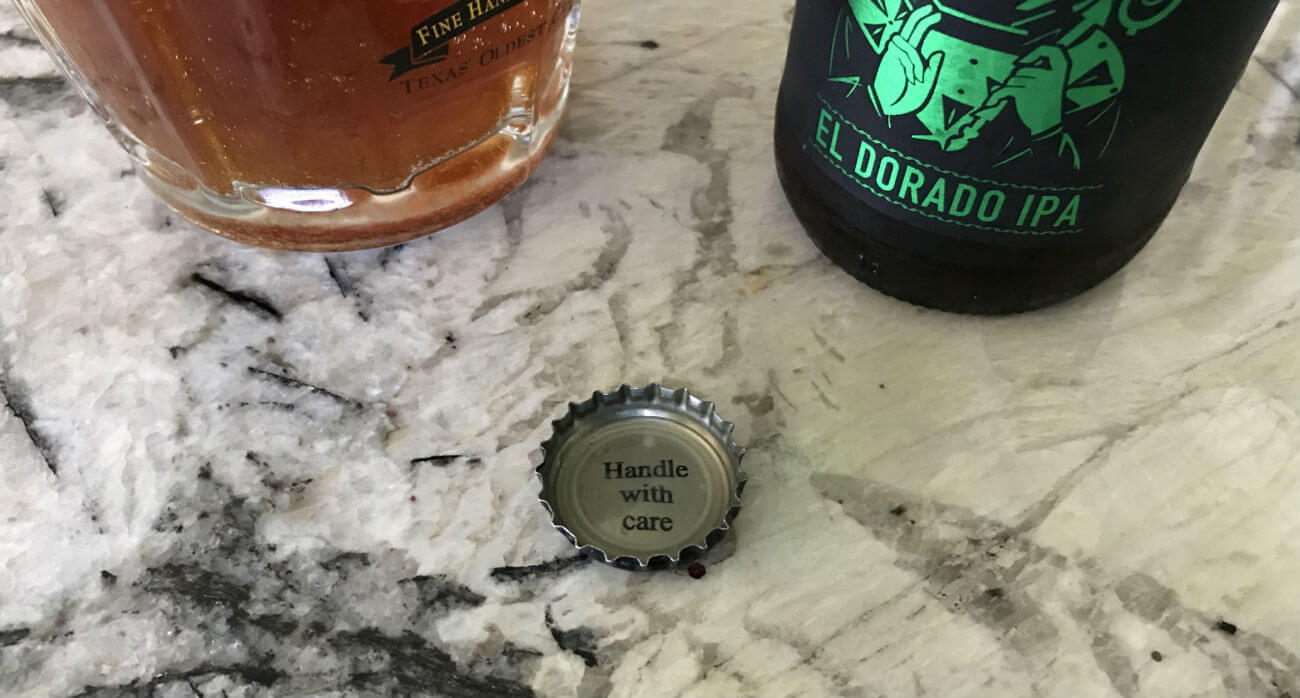 FINE HAN
TEXAS' OLDEST
EL DORADO IPA
Handle
with
care